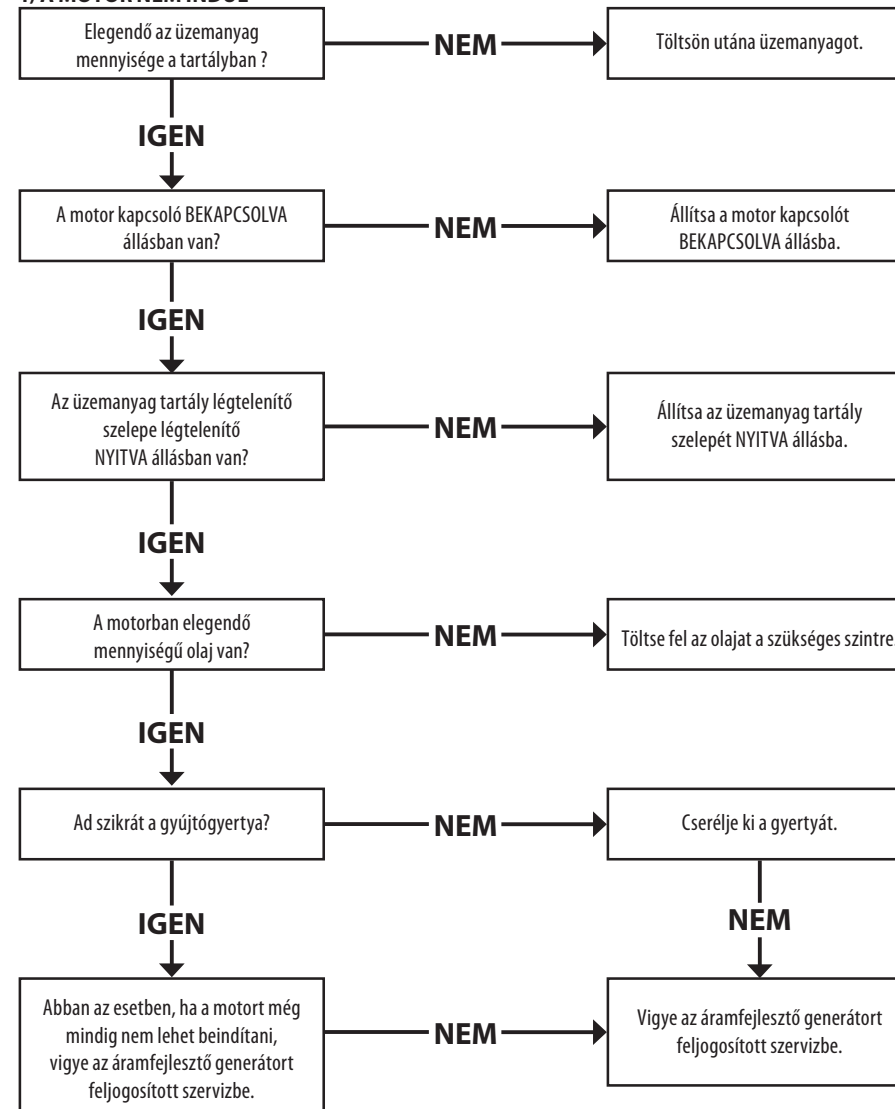 Elegendő az üzemanyag
mennyisége a tartályban ?
NEM
Töltsön utána üzemanyagot.
IGEN
A motor kapcsoló BEKAPCSOLVA
állásban van?
NEM
Állítsa a motor kapcsolót
BEKAPCSOLVA állásba.
IGEN
Az üzemanyag tartály légtelenítő
szelepe légtelenítő
NYITVA állásban van?
NEM
Állítsa az üzemanyag tartály
szelepét NYITVA állásba.
IGEN
A motorban elegendő
mennyiségű olaj van?
NEM
Töltse fel az olajat a szükséges szintre.
IGEN
Ad szikrát a gyújtógyertya?
NEM
Cserélje ki a gyertyát.
IGEN
NEM
Abban az esetben, ha a motort még
mindig nem lehet beindítani,
vigye az áramfejlesztő generátort
feljogosított szervizbe.
NEM
Vigye az áramfejlesztő generátort
feljogosított szervizbe.